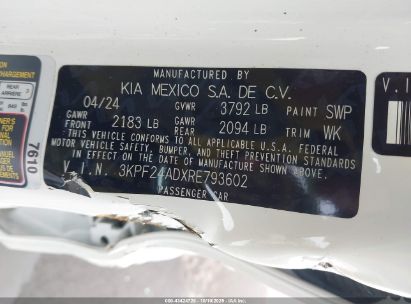 MANUFACTURED BY
KIA MEXICO S.A. DE C.V.
04/24 GVWR 3792 LB PAINT SWP
GAWR GAWR
FRONT 2183 LB REAR 2094 LB TRIM WK
THIS VEHICLE CONFORMS TO ALL APPLICABLE U.S.A. FEDERAL
MOTOR VEHICLE SAFETY, BUMPER, AND THEFT PREVENTION
STANDARDS IN EFFECT ON THE DATE OF MANUFACTURE SHOWN ABOVE.
V.I.N. 3KPF24ADXRE793602
PASSENGER CAR
7610
REAR
ARRIERE
V.I